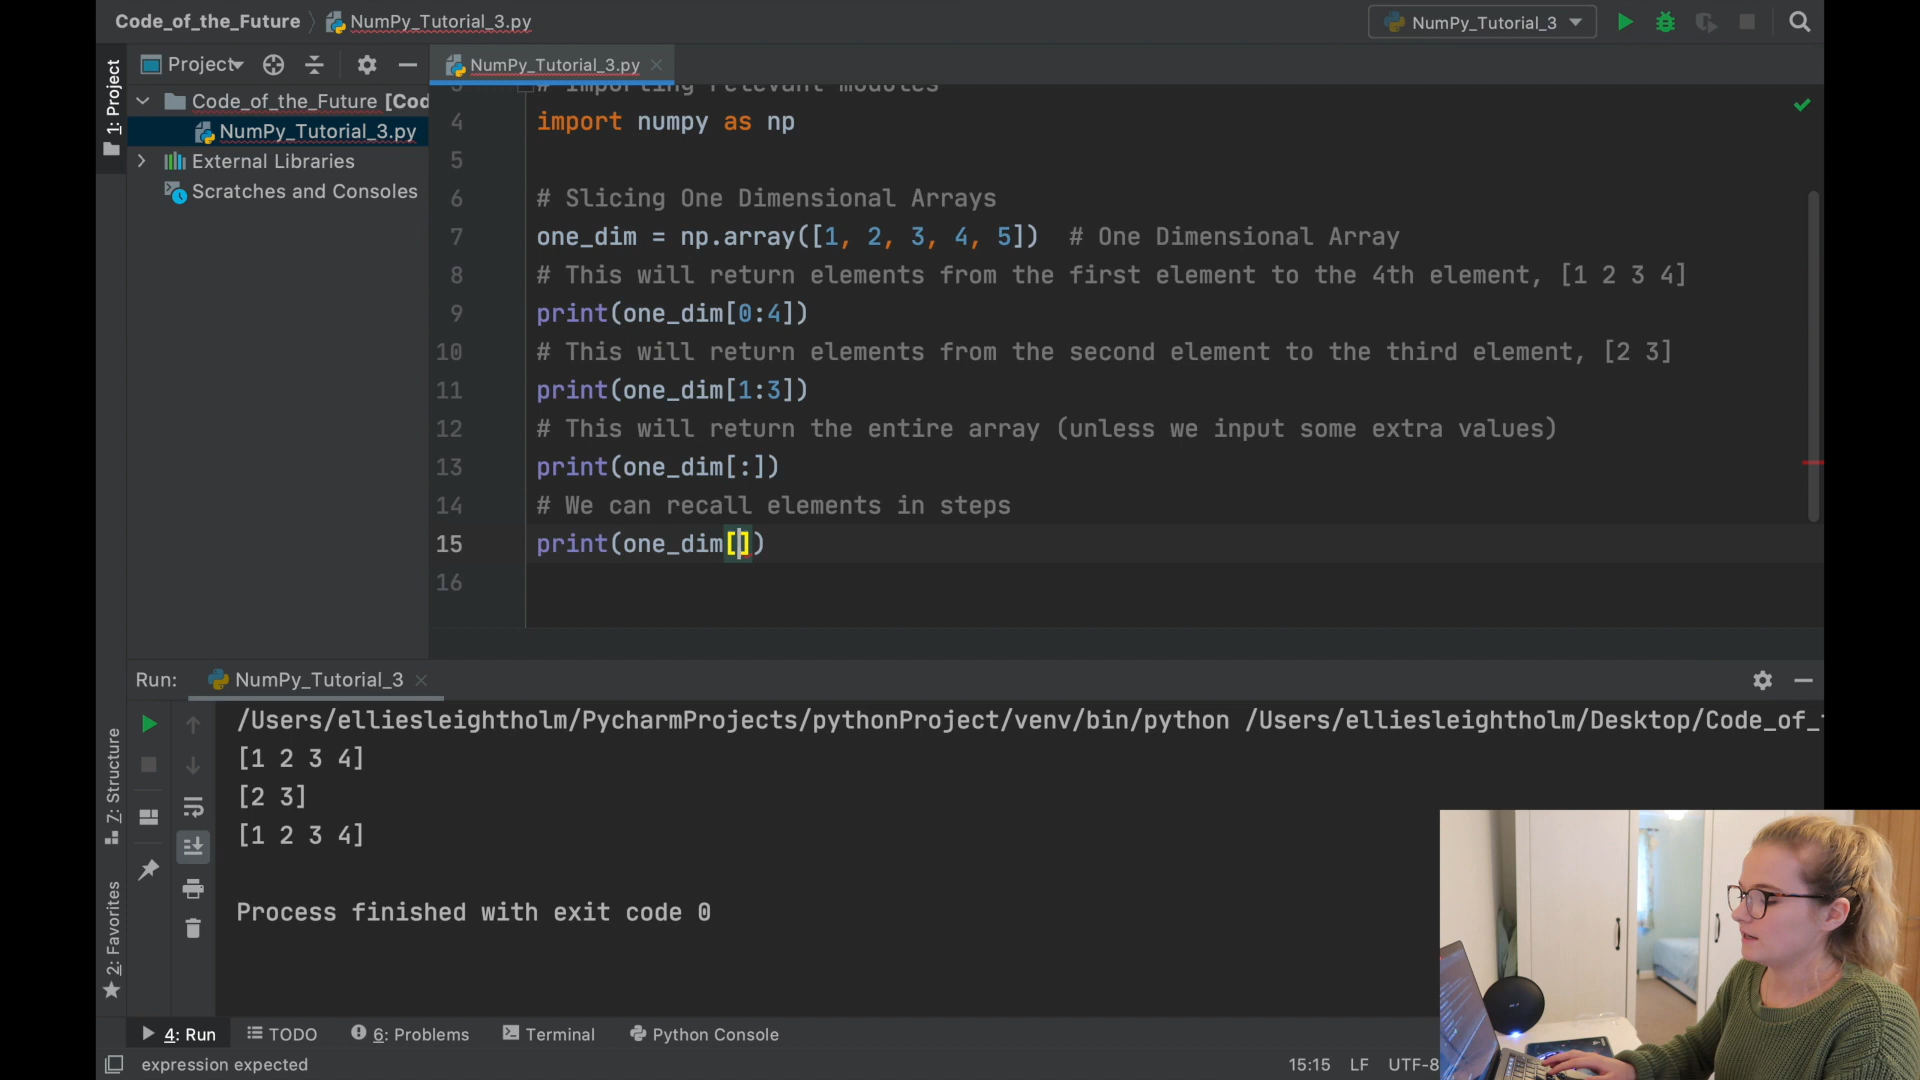 Code_of_the_Future NumPy_Tutorial_3.py NumPy_Tutorial_3
Project NumPy_Tutorial_3.py
1: Project
Code_of_the_Future [Cod
NumPy_Tutorial_3.py
External Libraries
Scratches and Consoles
3 # Importing relevant modules
4 import numpy as np
5
6 # Slicing One Dimensional Arrays
7 one_dim = np.array([1, 2, 3, 4, 5]) # One Dimensional Array
8 # This will return elements from the first element to the 4th element, [1 2 3 4]
9 print(one_dim[0:4])
10 # This will return elements from the second element to the third element, [2 3]
11 print(one_dim[1:3])
12 # This will return the entire array (unless we input some extra values)
13 print(one_dim[:])
14 # We can recall elements in steps
15 print(one_dim[])
16
Run: NumPy_Tutorial_3
/Users/elliesleightholm/PycharmProjects/pythonProject/venv/bin/python /Users/elliesleightholm/Desktop/Code_of_
[1 2 3 4]
[2 3]
[1 2 3 4]
Process finished with exit code 0
7: Structure
2: Favorites
4: Run TODO 6: Problems Terminal Python Console
expression expected 15:15 LF UTF-8